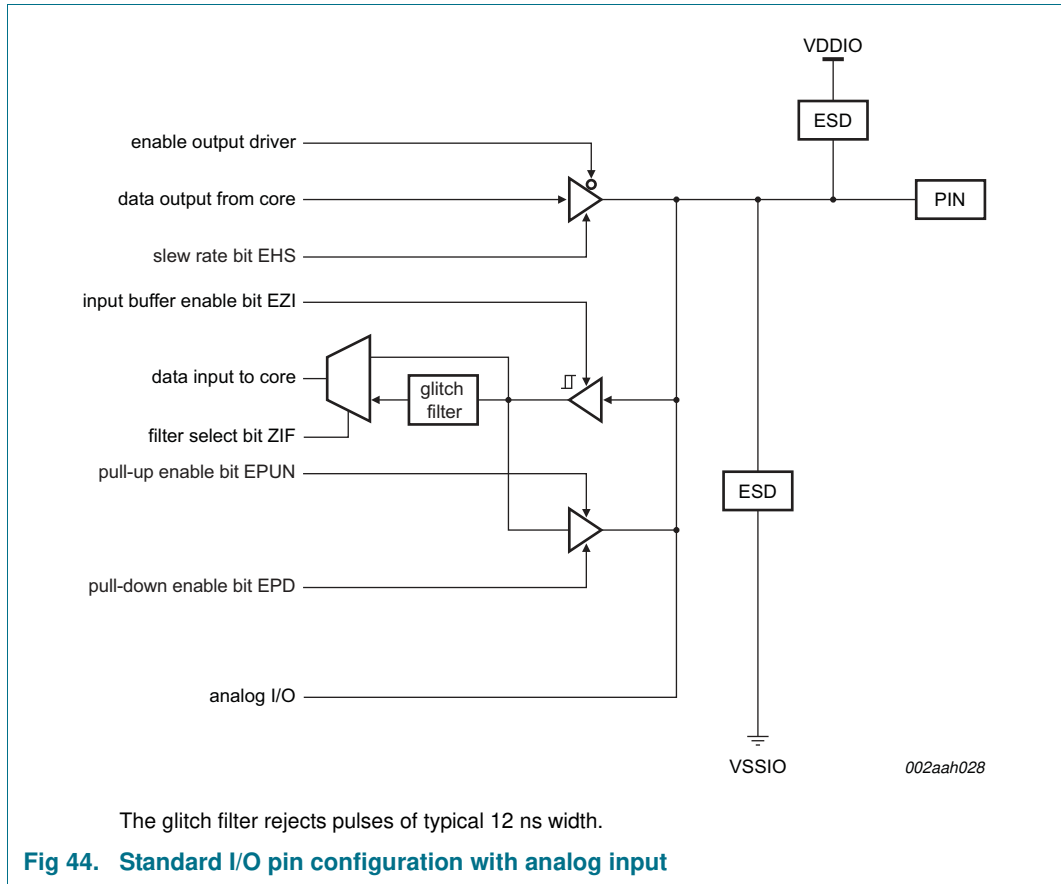 VDDIO
ESD
enable output driver
data output from core
PIN
slew rate bit EHS
input buffer enable bit EZI
data input to core
glitch
filter
filter select bit ZIF
pull-up enable bit EPUN
ESD
pull-down enable bit EPD
analog I/O
VSSIO
002aah028
The glitch filter rejects pulses of typical 12 ns width.
Fig 44. Standard I/O pin configuration with analog input